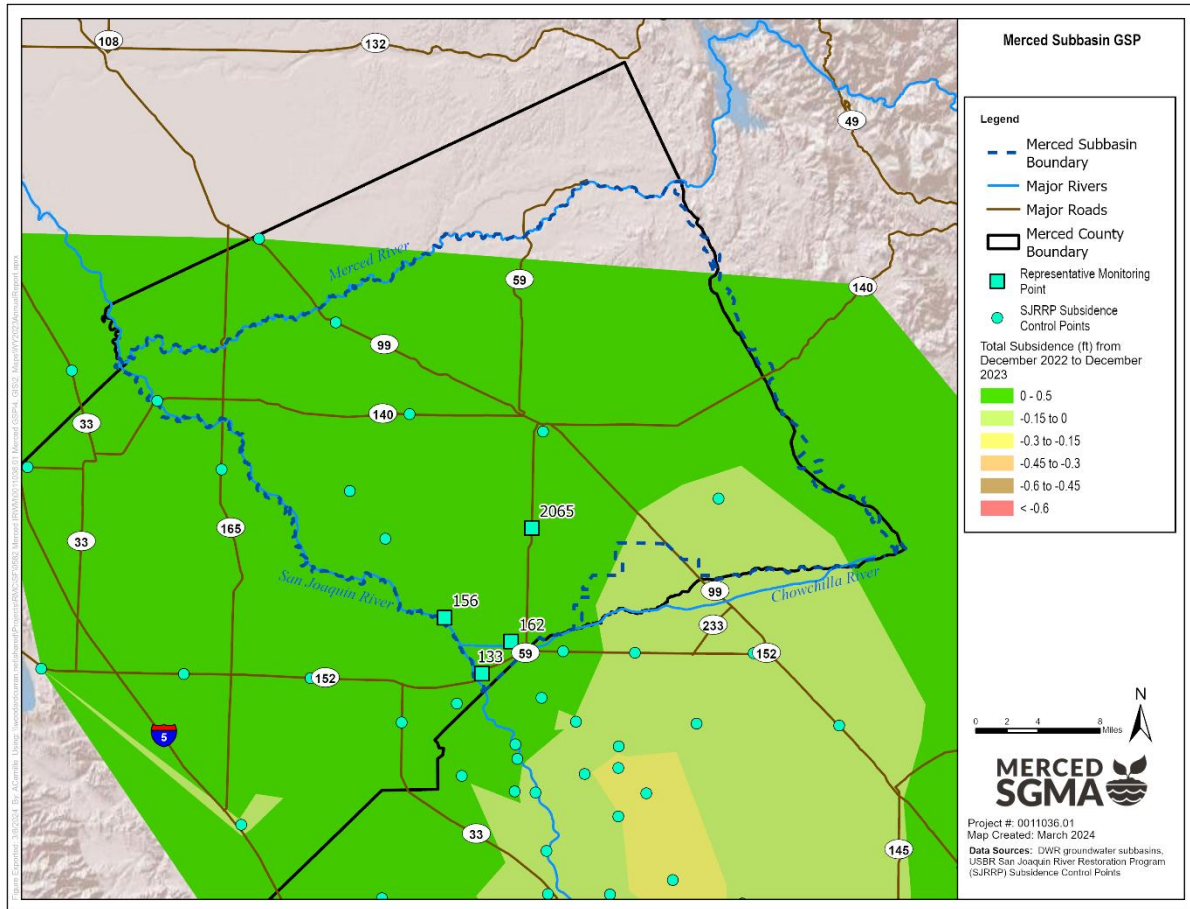 Merced Subbasin GSP
Legend
Merced Subbasin
Boundary
Major Rivers
Major Roads
Merced County
Boundary
Representative Monitoring
Point
SJRRP Subsidence
Control Points
Total Subsidence (ft) from
December 2022 to December
2023
0 - 0.5
-0.15 to 0
-0.3 to -0.15
-0.45 to -0.3
-0.6 to -0.45
< -0.6
108
132
49
Merced River
59
140
99
33
140
2065
165
33
San Joaquin River
156
162
Chowchilla River
99
233
59
152
133
152
5
33
145
N
0 2 4 8
Miles
MERCED
SGMA
Project #: 0011036.01
Map Created: March 2024
Data Sources: DWR groundwater subbasins,
USBR San Joaquin River Restoration Program
(SJRRP) Subsidence Control Points